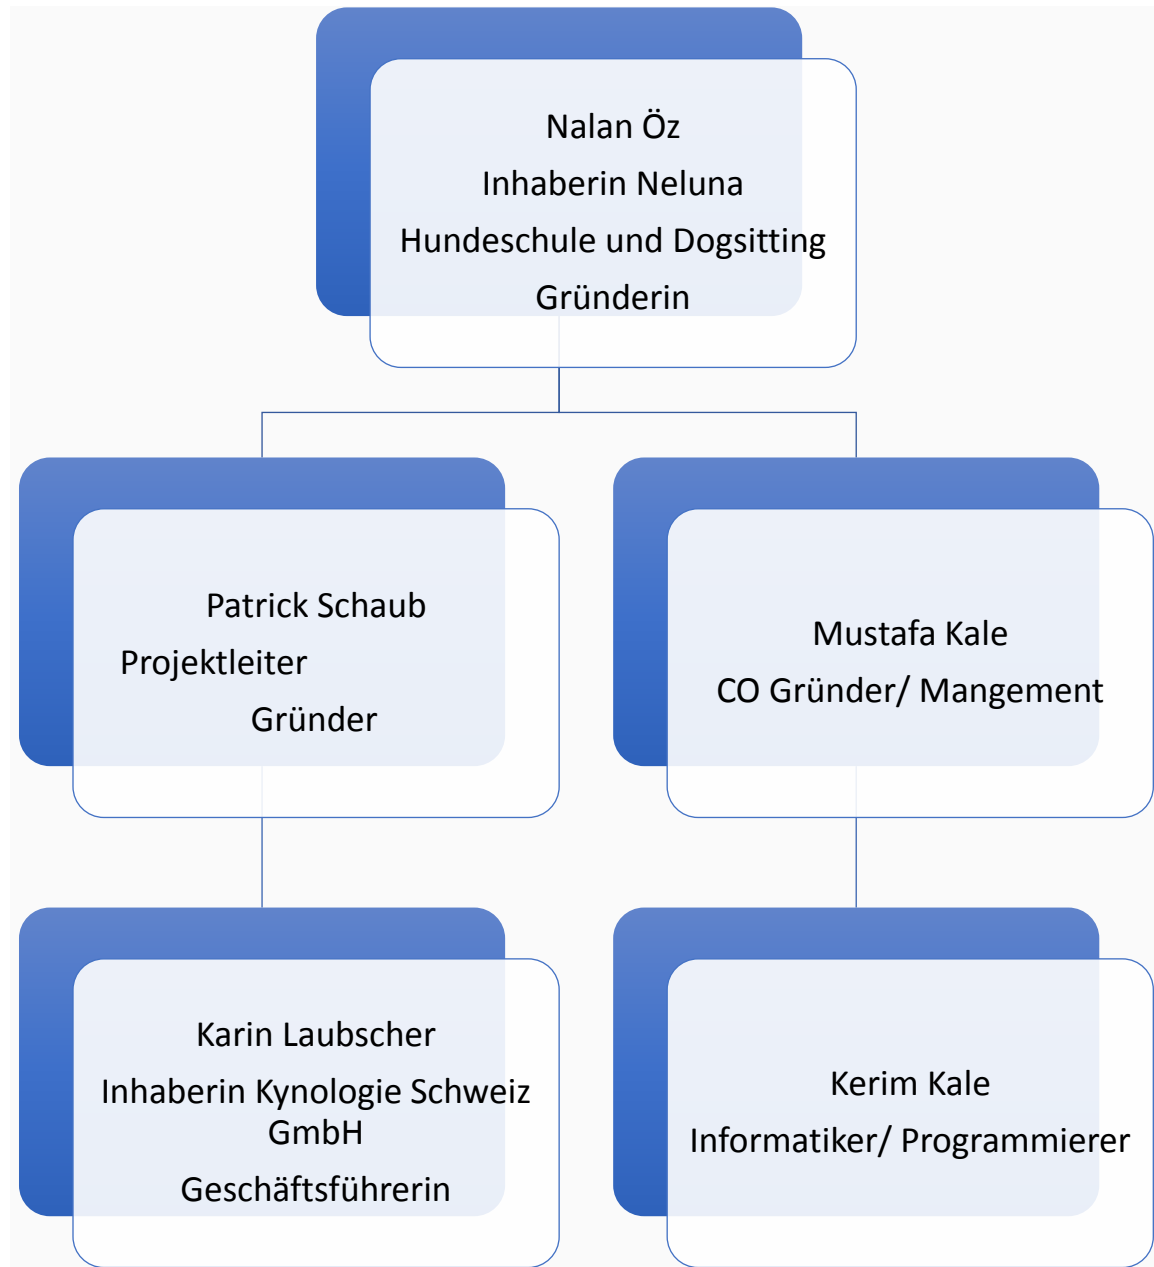 Nalan Öz
Inhaberin Neluna
Hundeschule und Dogsitting
Gründerin
Patrick Schaub
Projektleiter
Gründer
Mustafa Kale
CO Gründer/ Mangement
Karin Laubscher
Inhaberin Kynologie Schweiz
GmbH
Geschäftsführerin
Kerim Kale
Informatiker/ Programmierer